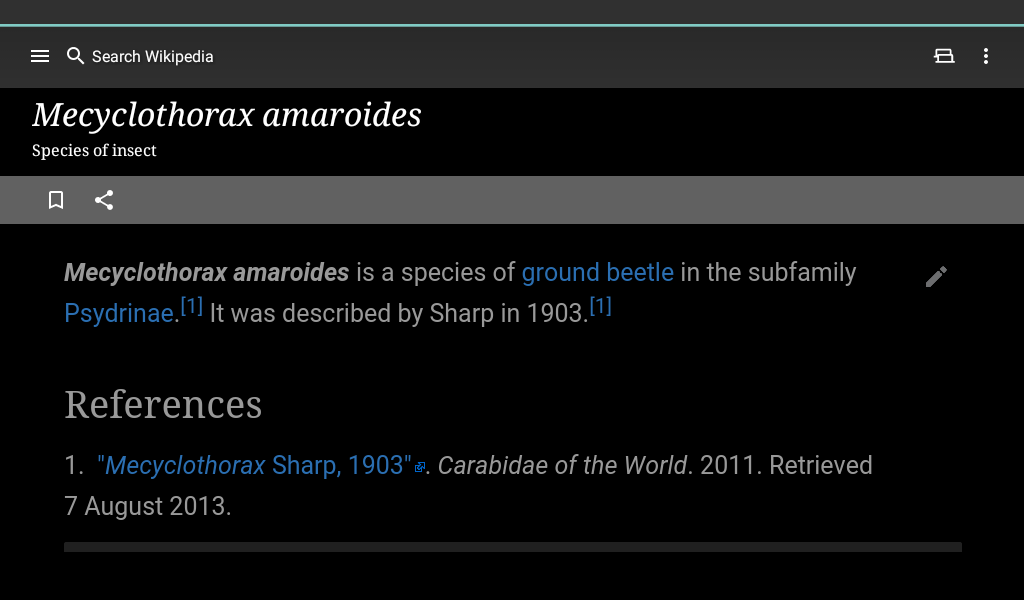 Search Wikipedia
Mecyclothorax amaroides
Species of insect
Mecyclothorax amaroides is a species of ground beetle in the subfamily
Psydrinae.[1] It was described by Sharp in 1903.[1]
References
1. "Mecyclothorax Sharp, 1903". Carabidae of the World. 2011. Retrieved
7 August 2013.